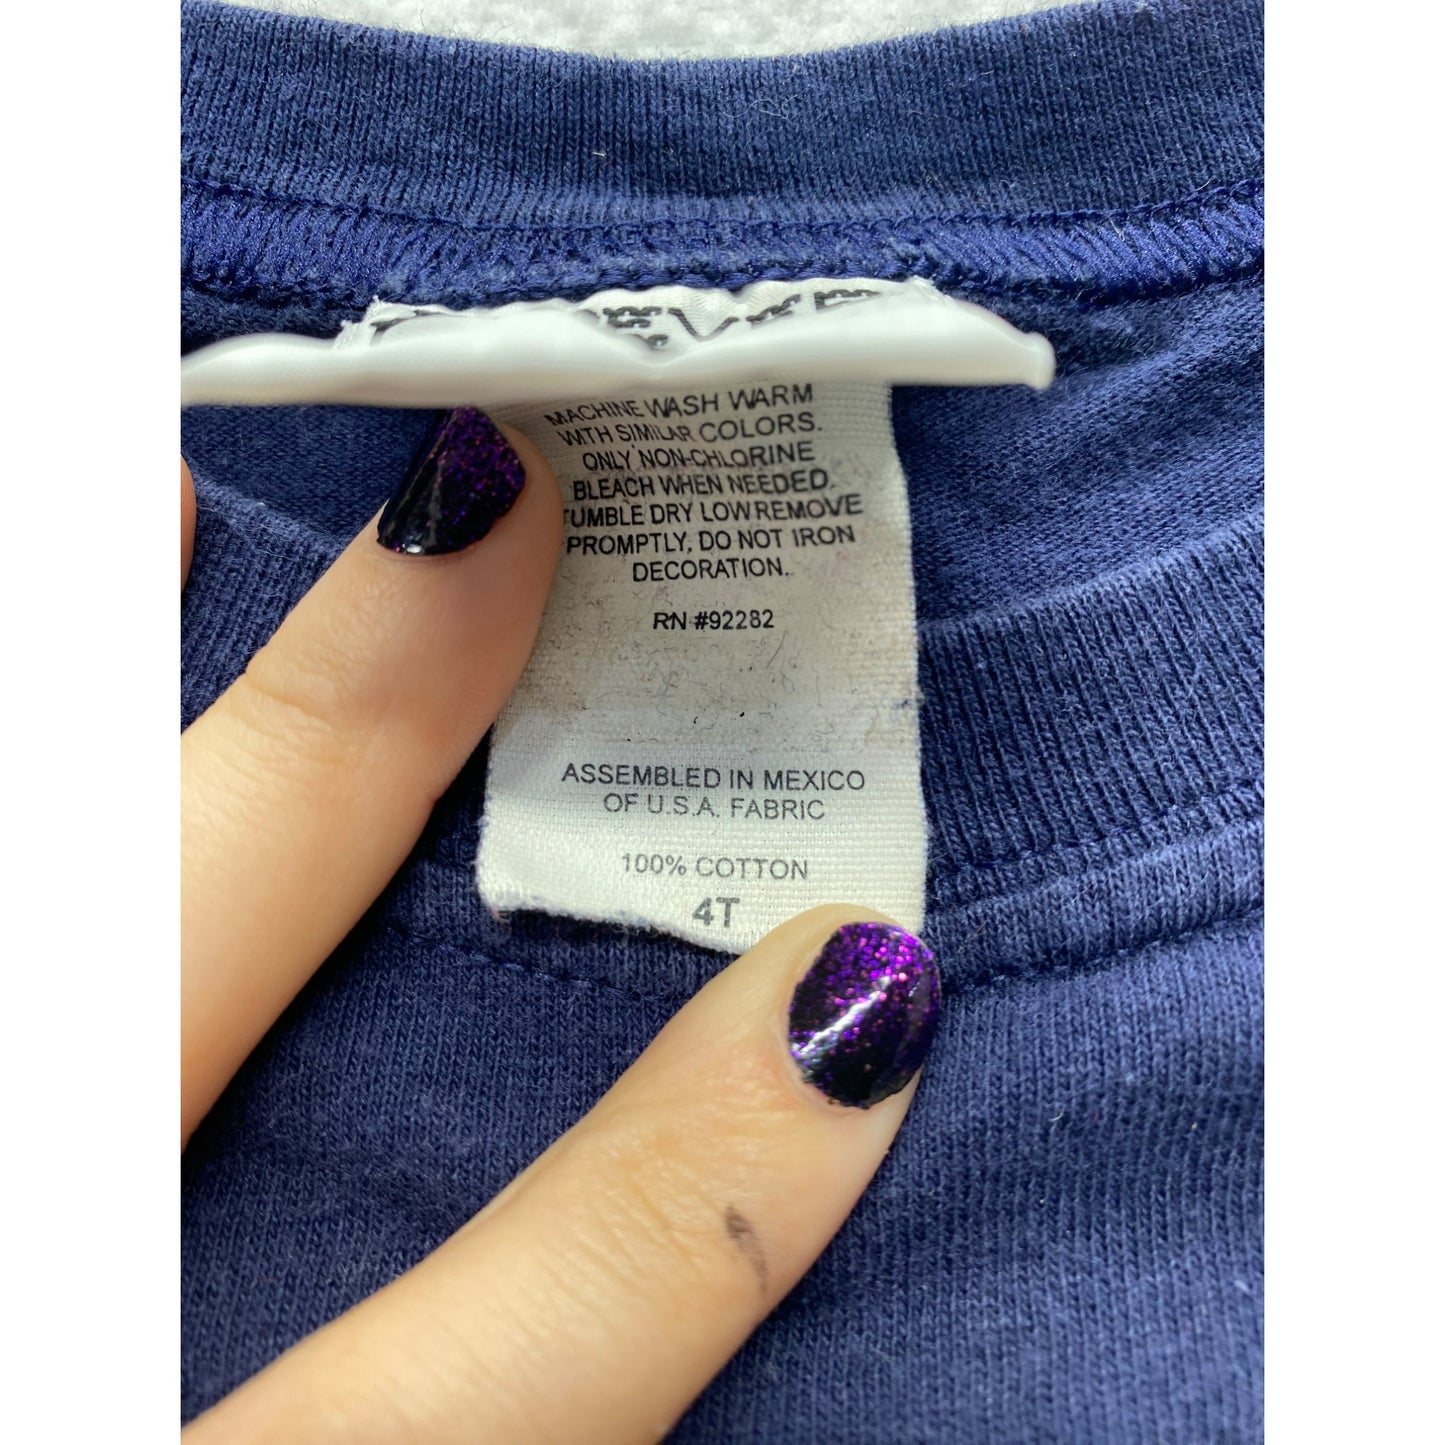 MACHINE WASH WARM
WITH SIMILAR COLORS.
ONLY NON-CHLORINE
BLEACH WHEN NEEDED.
TUMBLE DRY LOW REMOVE
PROMPTLY, DO NOT IRON
DECORATION.
RN #92282
ASSEMBLED IN MEXICO
OF U.S.A. FABRIC
100% COTTON
4T